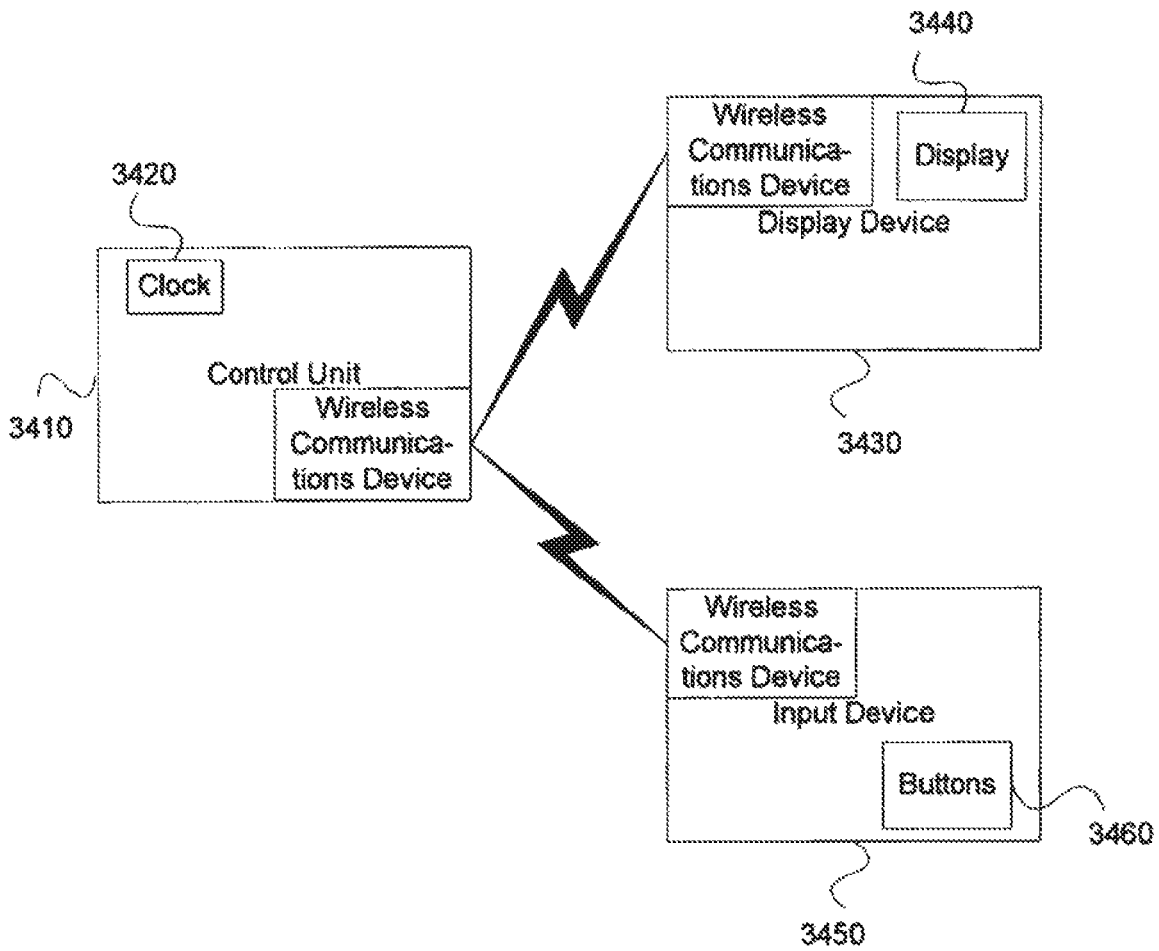 3440
Wireless
Communica-
tions Device
Display
Display Device
3430
3420
Clock
Control Unit
Wireless
Communica-
tions Device
3410
Wireless
Communica-
tions Device
Input Device
Buttons
3460
3450